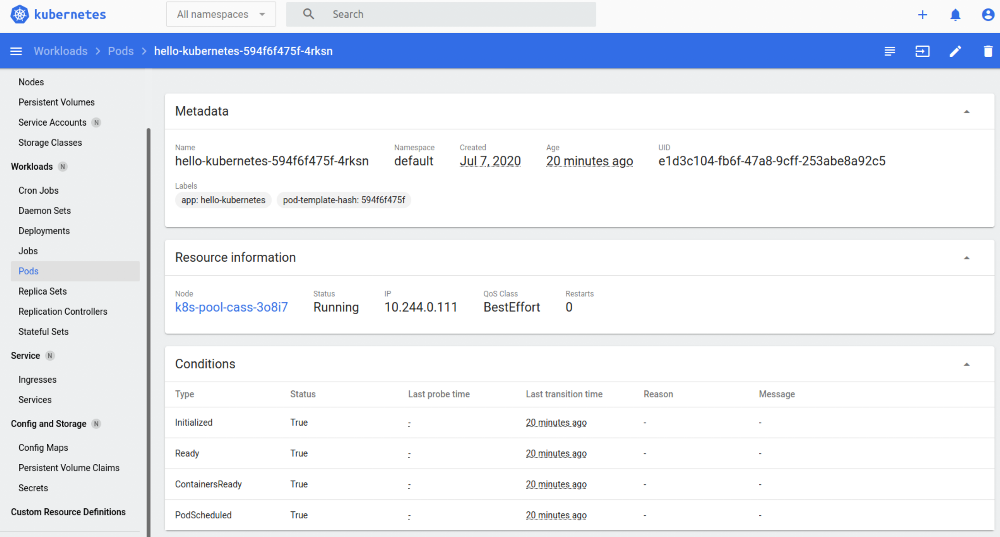 kubernetes
All namespaces
Search
Workloads > Pods > hello-kubernetes-594f6f475f-4rksn
Nodes
Persistent Volumes
Service Accounts N
Storage Classes
Workloads N
Cron Jobs
Daemon Sets
Deployments
Jobs
Pods
Replica Sets
Replication Controllers
Stateful Sets
Service N
Ingresses
Services
Config and Storage N
Config Maps
Persistent Volume Claims
Secrets
Custom Resource Definitions
Metadata
Name Namespace Created Age UID
hello-kubernetes-594f6f475f-4rksn default Jul 7, 2020 20 minutes ago e1d3c104-fb6f-47a8-9cff-253abe8a92c5
Labels
app: hello-kubernetes pod-template-hash: 594f6f475f
Resource information
Node Status IP QoS Class Restarts
k8s-pool-cass-3o8i7 Running 10.244.0.111 BestEffort 0
Conditions
Type Status Last probe time Last transition time Reason Message
Initialized True - 20 minutes ago - -
Ready True - 20 minutes ago - -
ContainersReady True - 20 minutes ago - -
PodScheduled True - 20 minutes ago - -